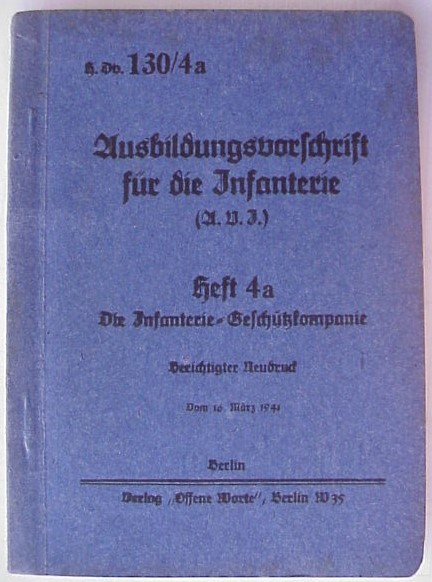 H. Dv. 130/4a
Ausbildungsvorschrift
für die Infanterie
(A. V. I.)
Heft 4a
Die Infanterie-Geschützkompanie
Berichtigter Neudruck
Vom 16. März 1941
Berlin
Verlag „Offene Worte“, Berlin W 35